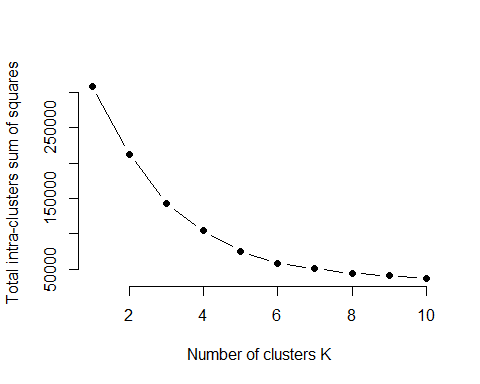 Total intra-clusters sum of squares
250000
150000
50000
2 4 6 8 10
Number of clusters K